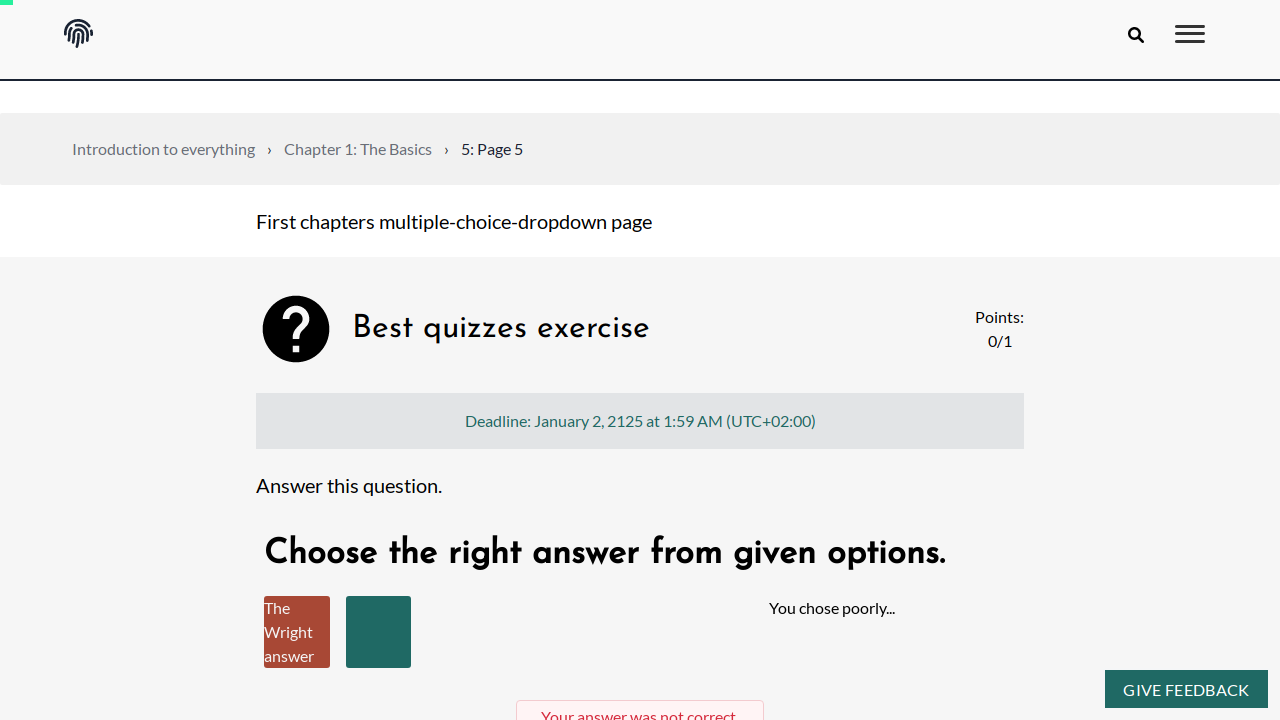 Introduction to everything › Chapter 1: The Basics › 5: Page 5
First chapters multiple-choice-dropdown page
Best quizzes exercise
Points:
0/1
Deadline: January 2, 2125 at 1:59 AM (UTC+02:00)
Answer this question.
Choose the right answer from given options.
The
Wright
answer
You chose poorly...
Your answer was not correct
GIVE FEEDBACK